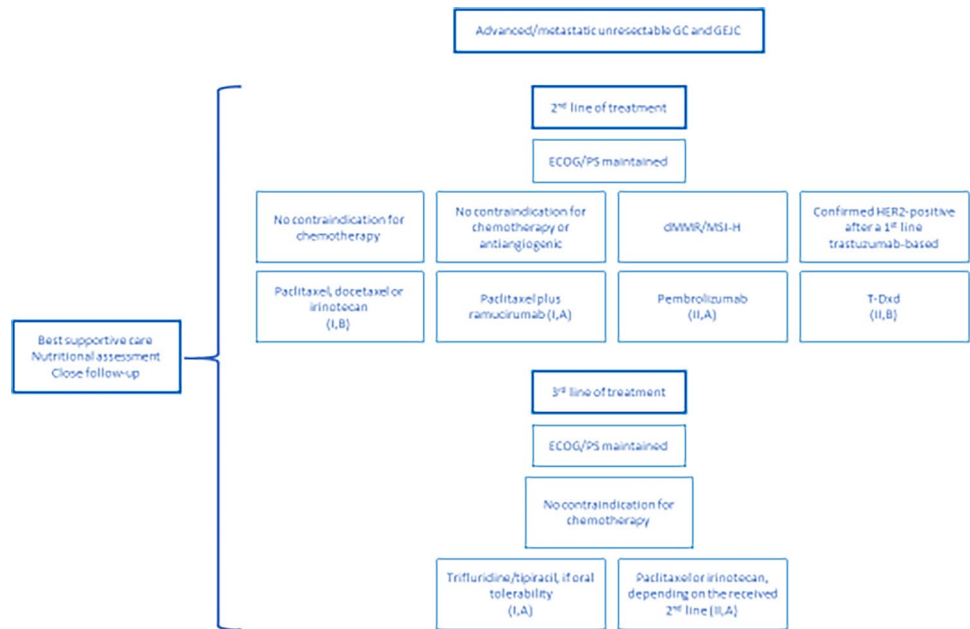 Advanced/metastatic unresectable GC and GEJC
2nd line of treatment
ECOG/PS maintained
No contraindication for
chemotherapy
No contraindication for
chemotherapy or
antiangiogenic
dMMR/MSI-H
Confirmed HER2-positive
after a 1st line
trastuzumab-based
Paclitaxel, docetaxel or
irinotecan
(I,B)
Paclitaxel plus
ramucirumab (I,A)
Pembrolizumab
(II,A)
T-Dxd
(II,B)
Best supportive care
Nutritional assessment
Close follow-up
3rd line of treatment
ECOG/PS maintained
No contraindication for
chemotherapy
Trifluridine/tipiracil, if oral
tolerability
(I,A)
Paclitaxel or irinotecan,
depending on the received
2nd line (II,A)